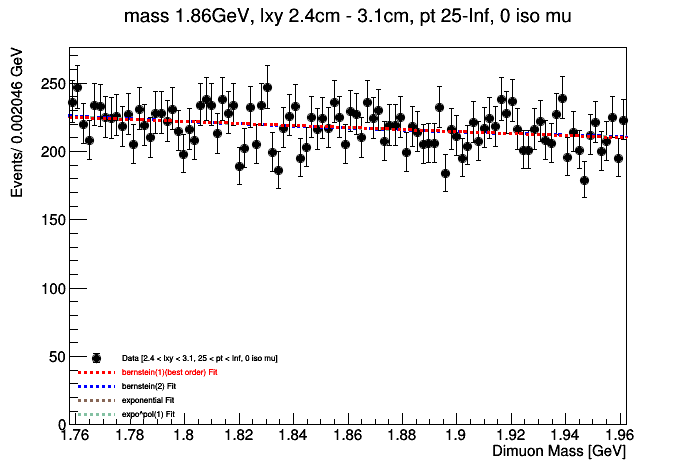 mass 1.86GeV, lxy 2.4cm - 3.1cm, pt 25-Inf, 0 iso mu
Events/ 0.002046 GeV
250
200
150
100
50
0
Data [2.4 < lxy < 3.1, 25 < pt < Inf, 0 iso mu]
bernstein(1)(best order) Fit
bernstein(2) Fit
exponential Fit
expo*pol(1) Fit
1.76 1.78 1.8 1.82 1.84 1.86 1.88 1.9 1.92 1.94 1.96
Dimuon Mass [GeV]